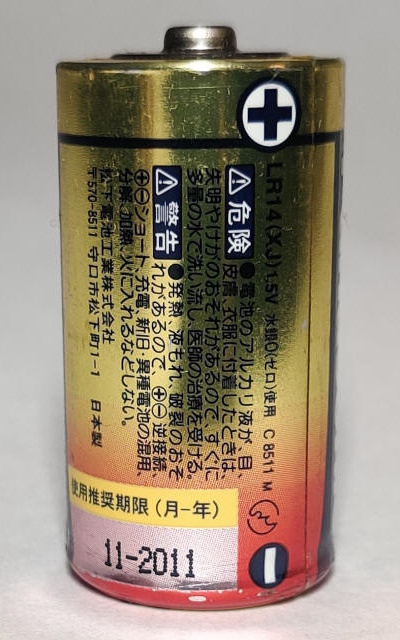 LR14(XJ) 1.5V 水銀0(ゼロ)使用 C 8511 M
⚠危険 ●電池のアルカリ液が、目、
皮膚、衣服に付着したときは、
失明やけがのおそれがあるので、すぐに
多量の水で洗い流し、医師の治療を受ける。
⚠警告 ●発熱、液もれ、破裂のおそ
れがあるので、⊕⊖逆接続、
⊕⊖ショート、充電、新旧・異種電池の混用、
分解、加熱、火に入れるなどしない。
松下電池工業株式会社
〒570-8511 守口市松下町1-1 日本製
使用推奨期限(月-年)
11-2011